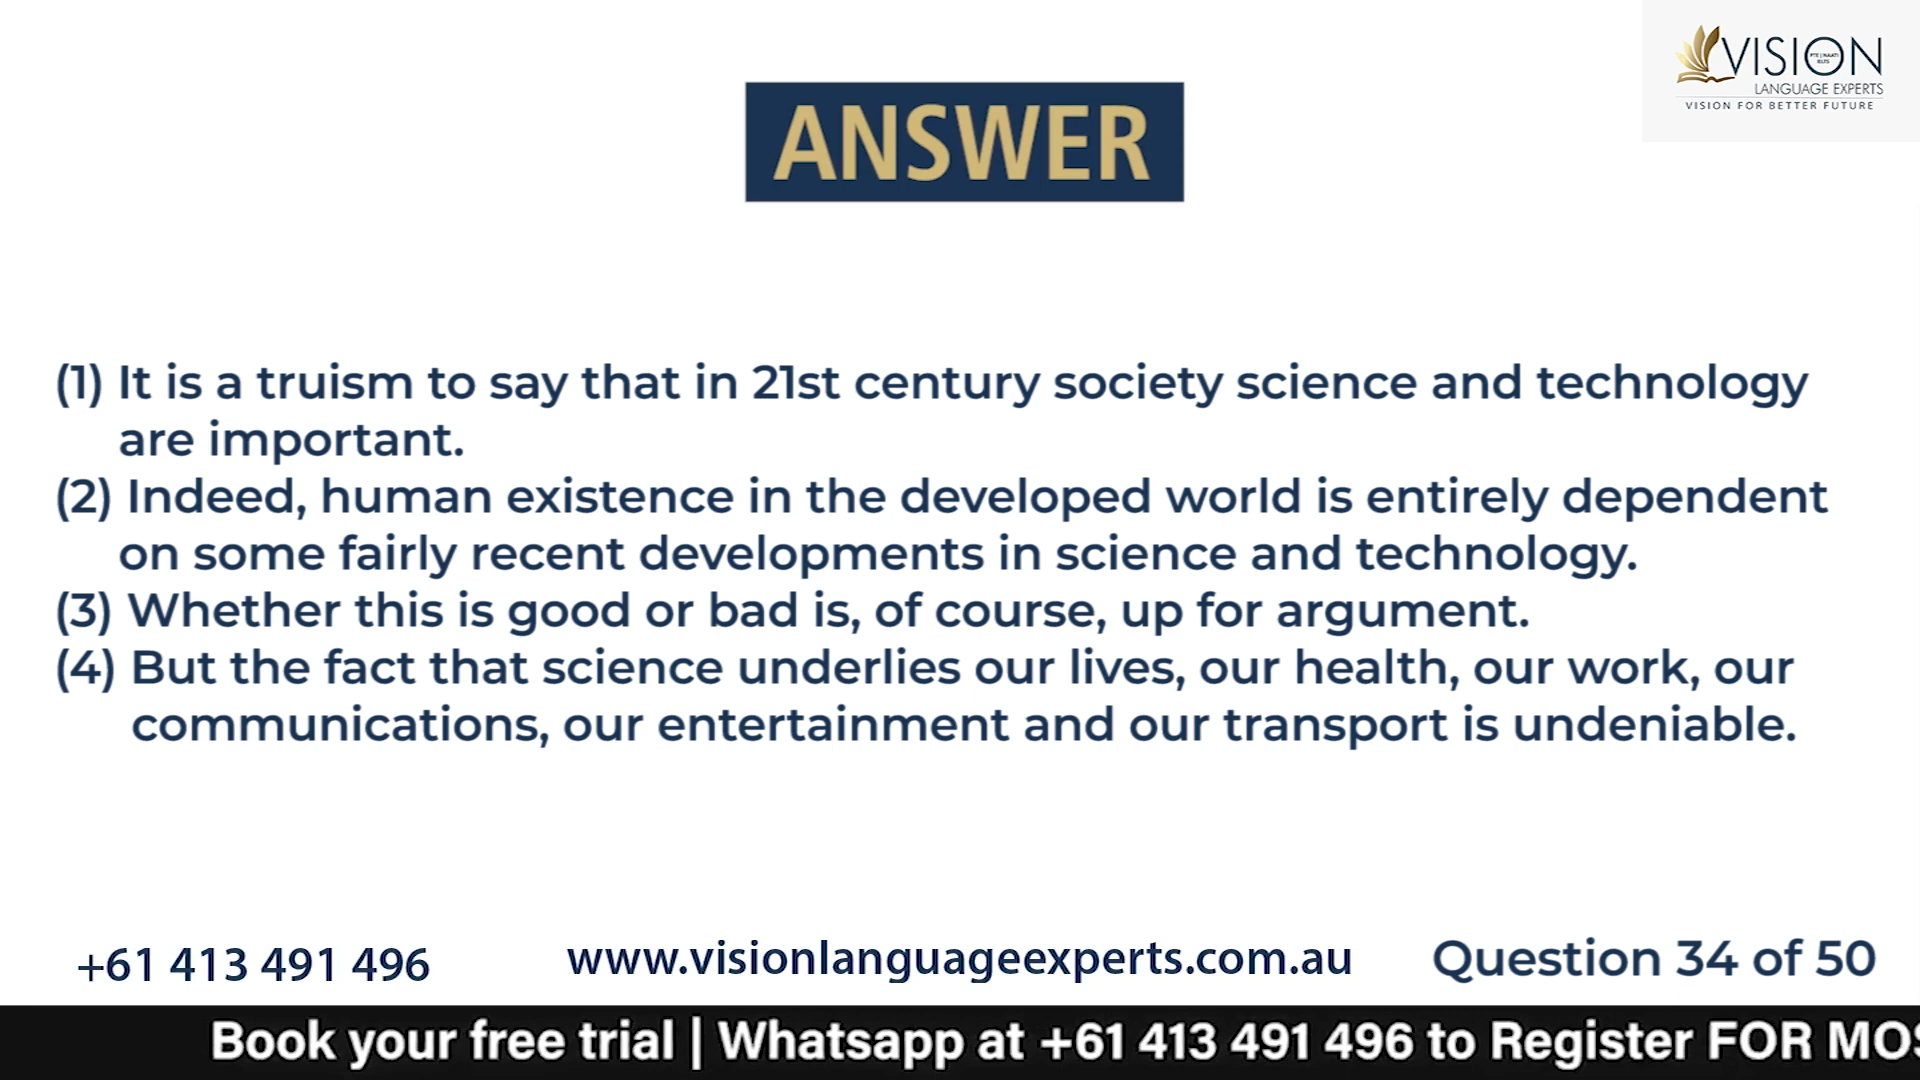 VISION
LANGUAGE EXPERTS
VISION FOR BETTER FUTURE
ANSWER
(1) It is a truism to say that in 21st century society science and technology
are important.
(2) Indeed, human existence in the developed world is entirely dependent
on some fairly recent developments in science and technology.
(3) Whether this is good or bad is, of course, up for argument.
(4) But the fact that science underlies our lives, our health, our work, our
communications, our entertainment and our transport is undeniable.
+61 413 491 496
www.visionlanguageexperts.com.au
Question 34 of 50
Book your free trial | Whatsapp at +61 413 491 496 to Register FOR